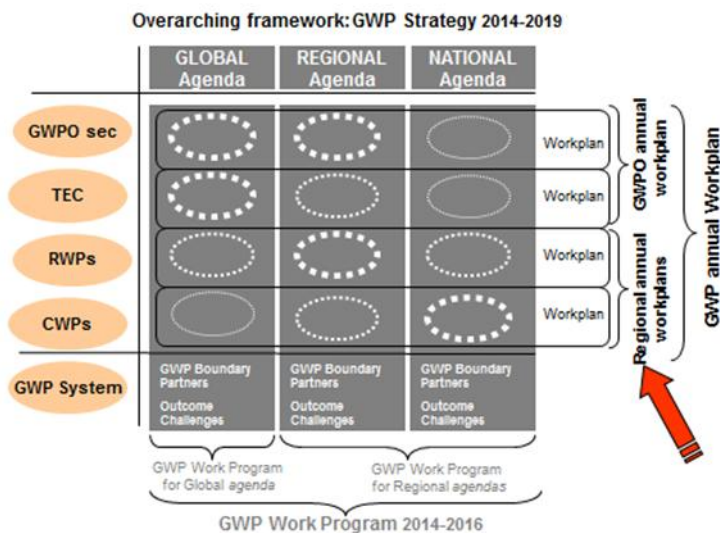 Overarching framework: GWP Strategy 2014-2019
GLOBAL
Agenda
REGIONAL
Agenda
NATIONAL
Agenda
GWPO sec
Workplan
TEC
Workplan
RWPs
Workplan
CWPs
Workplan
GWPO annual
workplan
Regional annual
workplans
GWP annual Workplan
GWP System
GWP Boundary
Partners
Outcome
Challenges
GWP Boundary
Partners
Outcome
Challenges
GWP Boundary
Partners
Outcome
Challenges
GWP Work Program
for Global agenda
GWP Work Program
for Regional agendas
GWP Work Program 2014-2016